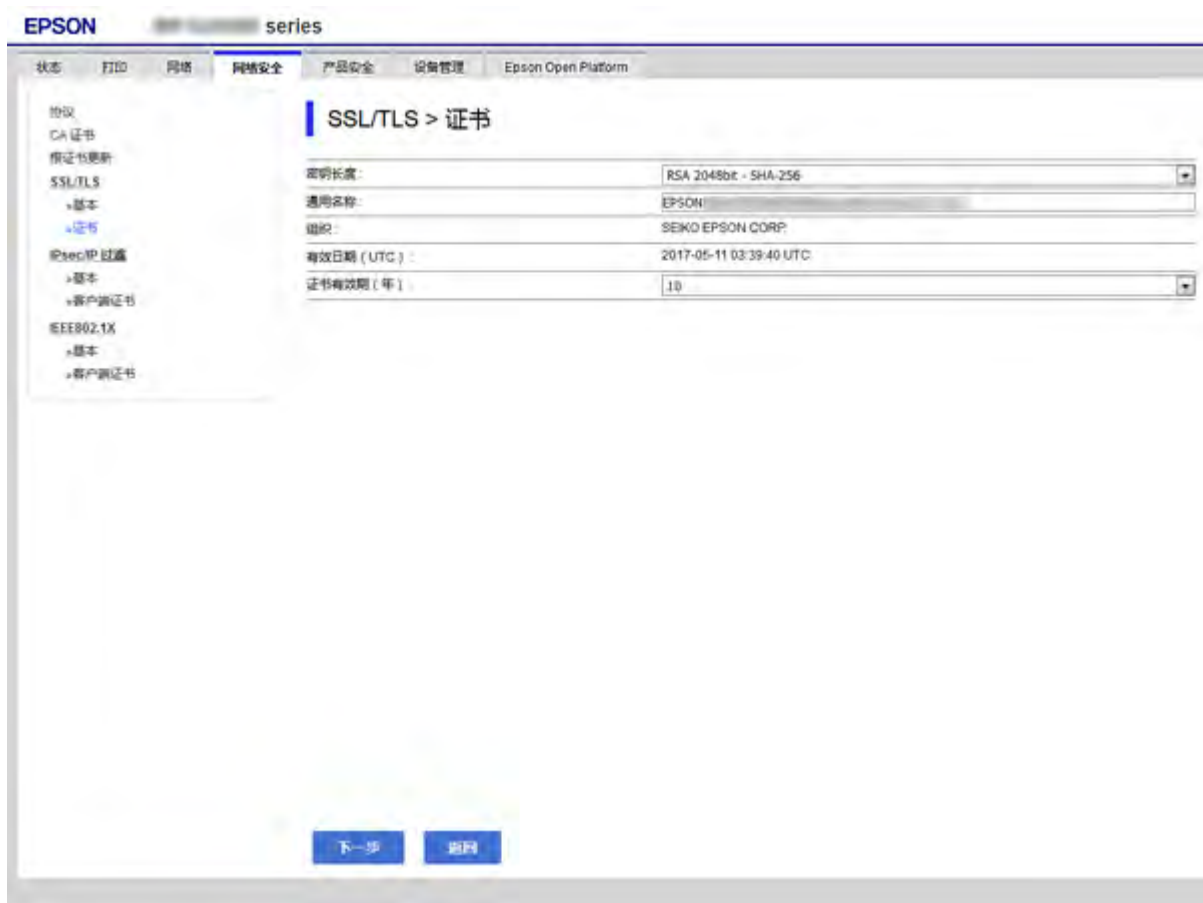 EPSON series
状态 打印 网络 网络安全 产品安全 设备管理 Epson Open Platform
协议
CA 证书
根证书更新
SSL/TLS
»基本
»证书
IPsec/IP 过滤
»基本
»客户端证书
IEEE802.1X
»基本
»客户端证书
SSL/TLS > 证书
密钥长度 : RSA 2048bit - SHA-256
通用名称 : EPSON
组织 : SEIKO EPSON CORP.
有效日期 ( UTC ) : 2017-05-11 03:39:40 UTC
证书有效期 ( 年 ) : 10
下一步 返回